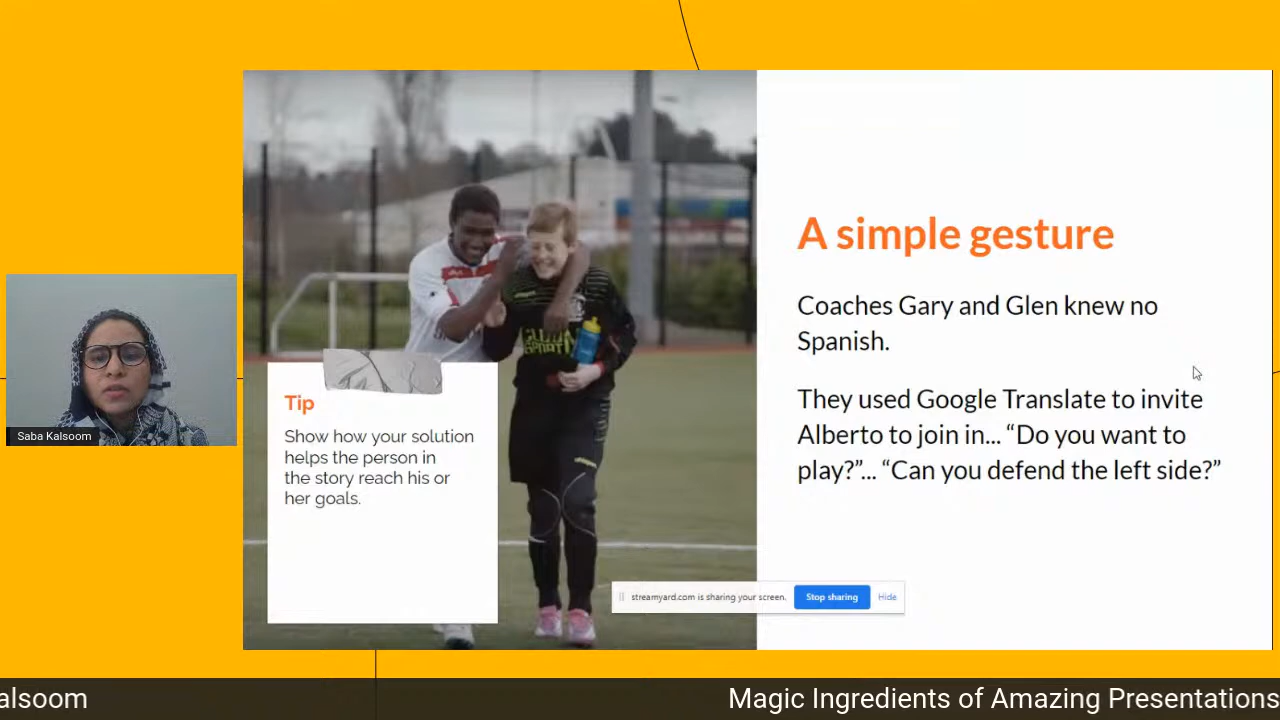 A simple gesture
Coaches Gary and Glen knew no
Spanish.
They used Google Translate to invite
Alberto to join in... “Do you want to
play?”... “Can you defend the left side?”
Tip
Show how your solution
helps the person in
the story reach his or
her goals.
Saba Kalsoom
streamyard.com is sharing your screen.
Stop sharing
Hide
alsoom
Magic Ingredients of Amazing Presentations